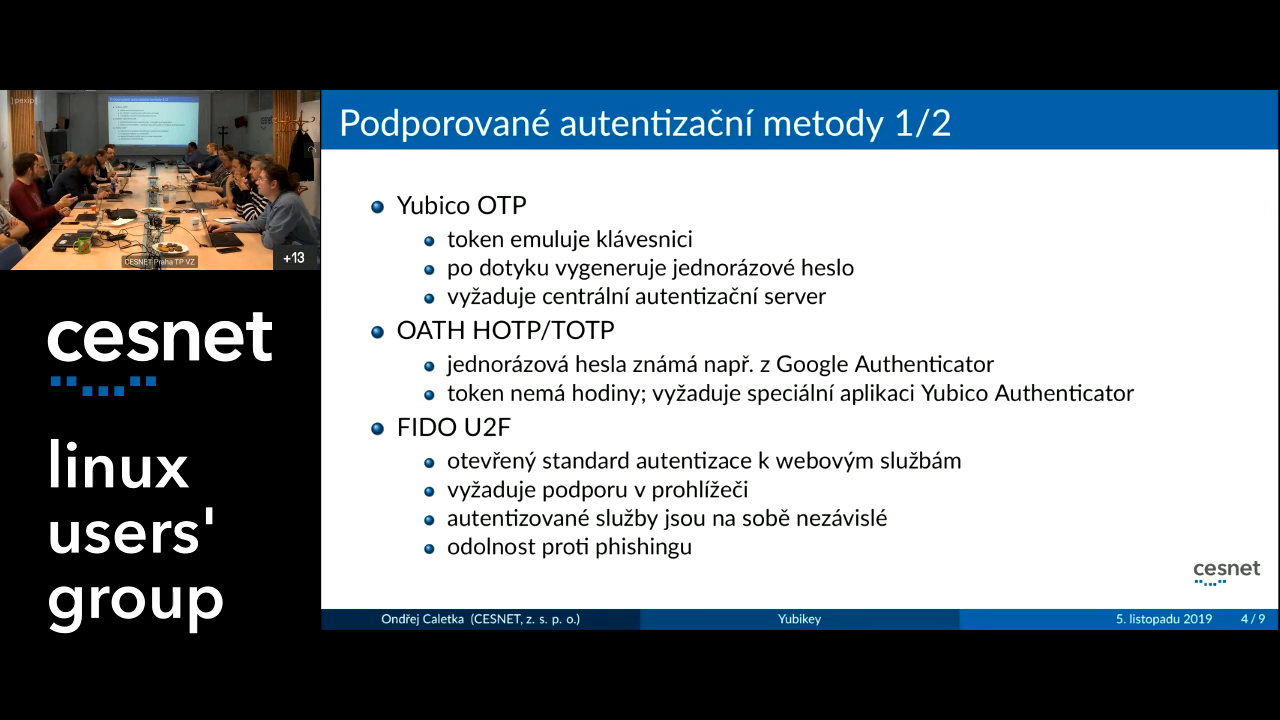 ]pexip[
CESNET Praha TP VZ
+13
cesnet
linux
users'
group
Podporované autentizační metody 1/2
Yubico OTP
token emuluje klávesnici
po dotyku vygeneruje jednorázové heslo
vyžaduje centrální autentizační server
OATH HOTP/TOTP
jednorázová hesla známá např. z Google Authenticator
token nemá hodiny; vyžaduje speciální aplikaci Yubico Authenticator
FIDO U2F
otevřený standard autentizace k webovým službám
vyžaduje podporu v prohlížeči
autentizované služby jsou na sobě nezávislé
odolnost proti phishingu
cesnet
Ondřej Caletka (CESNET, z. s. p. o.) Yubikey 5. listopadu 2019 4 / 9